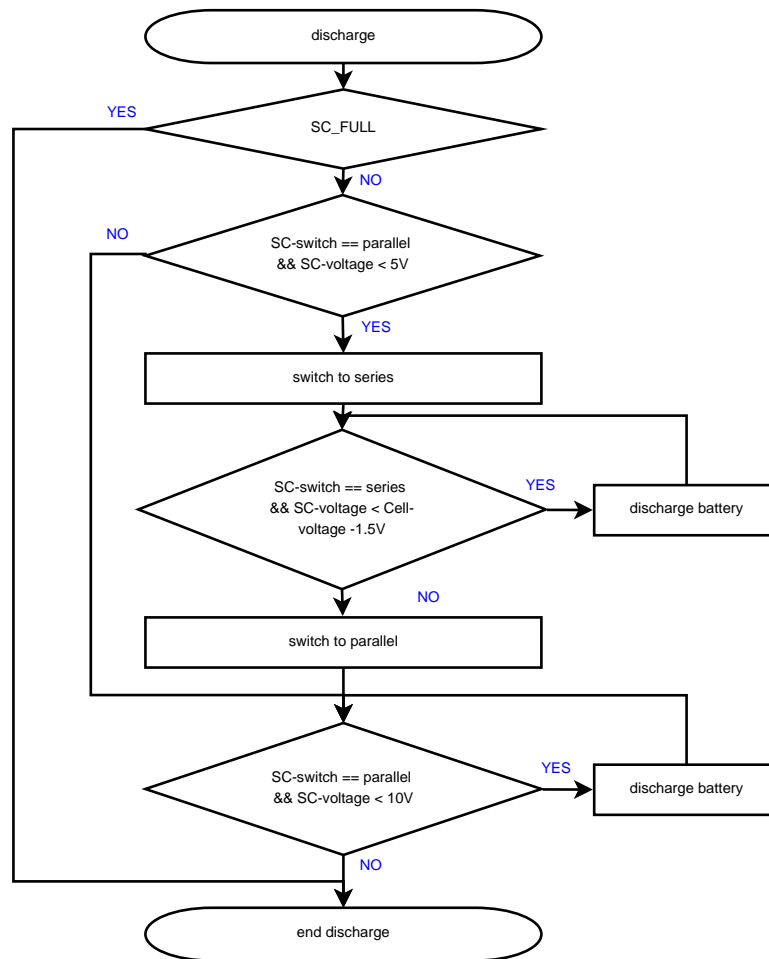 discharge
YES
SC_FULL
NO
NO
SC-switch == parallel
&& SC-voltage < 5V
YES
switch to series
SC-switch == series
&& SC-voltage < Cell-
voltage -1.5V
YES
discharge battery
NO
switch to parallel
SC-switch == parallel
&& SC-voltage < 10V
YES
discharge battery
NO
end discharge